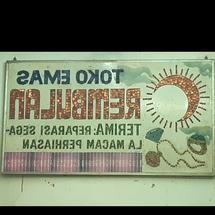 TOKO EMAS
REMBULAN
TERIMA: REPARASI SEGA-
LA MACAM PERHIASAN